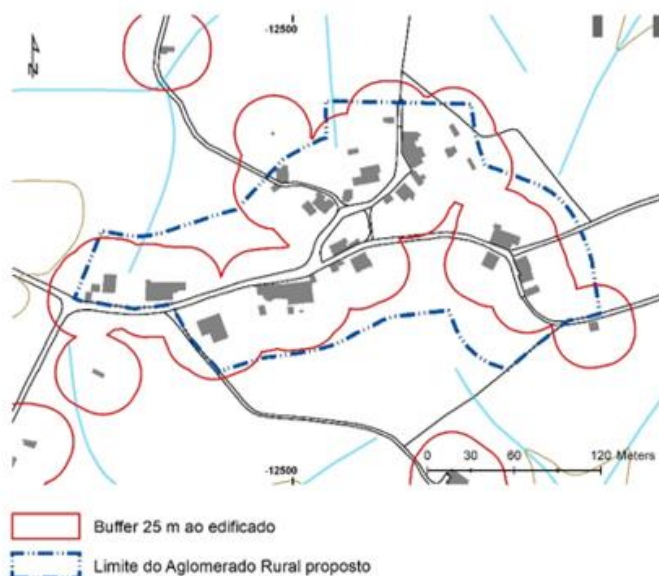 -12500
N
-12500
0 30 60 120 Meters
Buffer 25 m ao edificado
Limite do Aglomerado Rural proposto